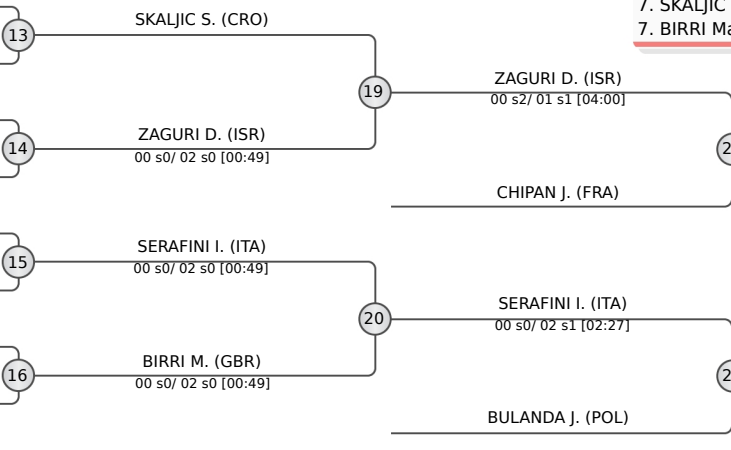 7. SKALJIC
7. BIRRI
SKALJIC S. (CRO)
13
19
ZAGURI D. (ISR)
00 s2/ 01 s1 [04:00]
ZAGURI D. (ISR)
14
00 s0/ 02 s0 [00:49]
CHIPAN J. (FRA)
SERAFINI I. (ITA)
15
00 s0/ 02 s0 [00:49]
20
SERAFINI I. (ITA)
00 s0/ 02 s1 [02:27]
BIRRI M. (GBR)
16
00 s0/ 02 s0 [00:49]
BULANDA J. (POL)